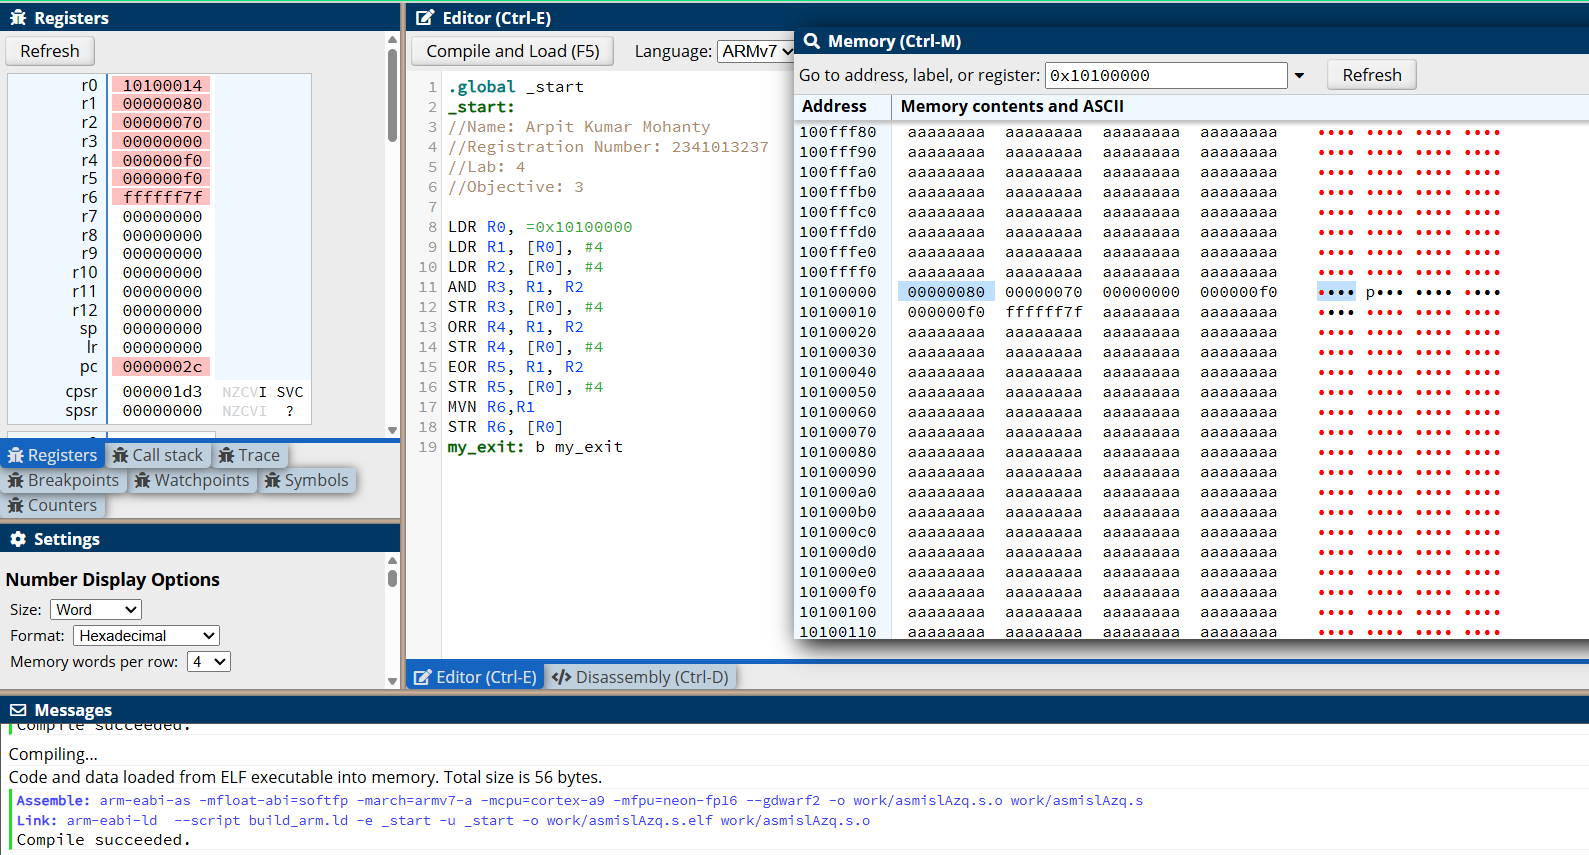 Registers
Refresh
r0 10100014
r1 00000080
r2 00000070
r3 00000000
r4 000000f0
r5 000000f0
r6 ffffff7f
r7 00000000
r8 00000000
r9 00000000
r10 00000000
r11 00000000
r12 00000000
sp 00000000
lr 00000000
pc 0000002c
cpsr 000001d3 NZCVI SVC
spsr 00000000 NZCVI ?
Registers Call stack Trace
Breakpoints Watchpoints Symbols
Counters
Settings
Number Display Options
Size: Word
Format: Hexadecimal
Memory words per row: 4
Editor (Ctrl-E)
Compile and Load (F5) Language: ARMv7
1 .global _start
2 _start:
3 //Name: Arpit Kumar Mohanty
4 //Registration Number: 2341013237
5 //Lab: 4
6 //Objective: 3
7
8 LDR R0, =0x10100000
9 LDR R1, [R0], #4
10 LDR R2, [R0], #4
11 AND R3, R1, R2
12 STR R3, [R0], #4
13 ORR R4, R1, R2
14 STR R4, [R0], #4
15 EOR R5, R1, R2
16 STR R5, [R0], #4
17 MVN R6,R1
18 STR R6, [R0]
19 my_exit: b my_exit
Editor (Ctrl-E) Disassembly (Ctrl-D)
Memory (Ctrl-M)
Go to address, label, or register: 0x10100000 Refresh
Address Memory contents and ASCII
100fff80 aaaaaaaa aaaaaaaa aaaaaaaa aaaaaaaa •••• •••• •••• ••••
100fff90 aaaaaaaa aaaaaaaa aaaaaaaa aaaaaaaa •••• •••• •••• ••••
100fffa0 aaaaaaaa aaaaaaaa aaaaaaaa aaaaaaaa •••• •••• •••• ••••
100fffb0 aaaaaaaa aaaaaaaa aaaaaaaa aaaaaaaa •••• •••• •••• ••••
100fffc0 aaaaaaaa aaaaaaaa aaaaaaaa aaaaaaaa •••• •••• •••• ••••
100fffd0 aaaaaaaa aaaaaaaa aaaaaaaa aaaaaaaa •••• •••• •••• ••••
100fffe0 aaaaaaaa aaaaaaaa aaaaaaaa aaaaaaaa •••• •••• •••• ••••
100ffff0 aaaaaaaa aaaaaaaa aaaaaaaa aaaaaaaa •••• •••• •••• ••••
10100000 00000080 00000070 00000000 000000f0 •••• p••• •••• ••••
10100010 000000f0 ffffff7f aaaaaaaa aaaaaaaa •••• •••• •••• ••••
10100020 aaaaaaaa aaaaaaaa aaaaaaaa aaaaaaaa •••• •••• •••• ••••
10100030 aaaaaaaa aaaaaaaa aaaaaaaa aaaaaaaa •••• •••• •••• ••••
10100040 aaaaaaaa aaaaaaaa aaaaaaaa aaaaaaaa •••• •••• •••• ••••
10100050 aaaaaaaa aaaaaaaa aaaaaaaa aaaaaaaa •••• •••• •••• ••••
10100060 aaaaaaaa aaaaaaaa aaaaaaaa aaaaaaaa •••• •••• •••• ••••
10100070 aaaaaaaa aaaaaaaa aaaaaaaa aaaaaaaa •••• •••• •••• ••••
10100080 aaaaaaaa aaaaaaaa aaaaaaaa aaaaaaaa •••• •••• •••• ••••
10100090 aaaaaaaa aaaaaaaa aaaaaaaa aaaaaaaa •••• •••• •••• ••••
101000a0 aaaaaaaa aaaaaaaa aaaaaaaa aaaaaaaa •••• •••• •••• ••••
101000b0 aaaaaaaa aaaaaaaa aaaaaaaa aaaaaaaa •••• •••• •••• ••••
101000c0 aaaaaaaa aaaaaaaa aaaaaaaa aaaaaaaa •••• •••• •••• ••••
101000d0 aaaaaaaa aaaaaaaa aaaaaaaa aaaaaaaa •••• •••• •••• ••••
101000e0 aaaaaaaa aaaaaaaa aaaaaaaa aaaaaaaa •••• •••• •••• ••••
101000f0 aaaaaaaa aaaaaaaa aaaaaaaa aaaaaaaa •••• •••• •••• ••••
10100100 aaaaaaaa aaaaaaaa aaaaaaaa aaaaaaaa •••• •••• •••• ••••
10100110 aaaaaaaa aaaaaaaa aaaaaaaa aaaaaaaa •••• •••• •••• ••••
Messages
Compile succeeded.
Compiling...
Code and data loaded from ELF executable into memory. Total size is 56 bytes.
Assemble: arm-eabi-as -mfloat-abi=softfp -march=armv7-a -mcpu=cortex-a9 -mfpu=neon-fp16 --gdwarf2 -o work/asmislAzq.s.o work/asmislAzq.s
Link: arm-eabi-ld --script build_arm.ld -e _start -u _start -o work/asmislAzq.s.elf work/asmislAzq.s.o
Compile succeeded.